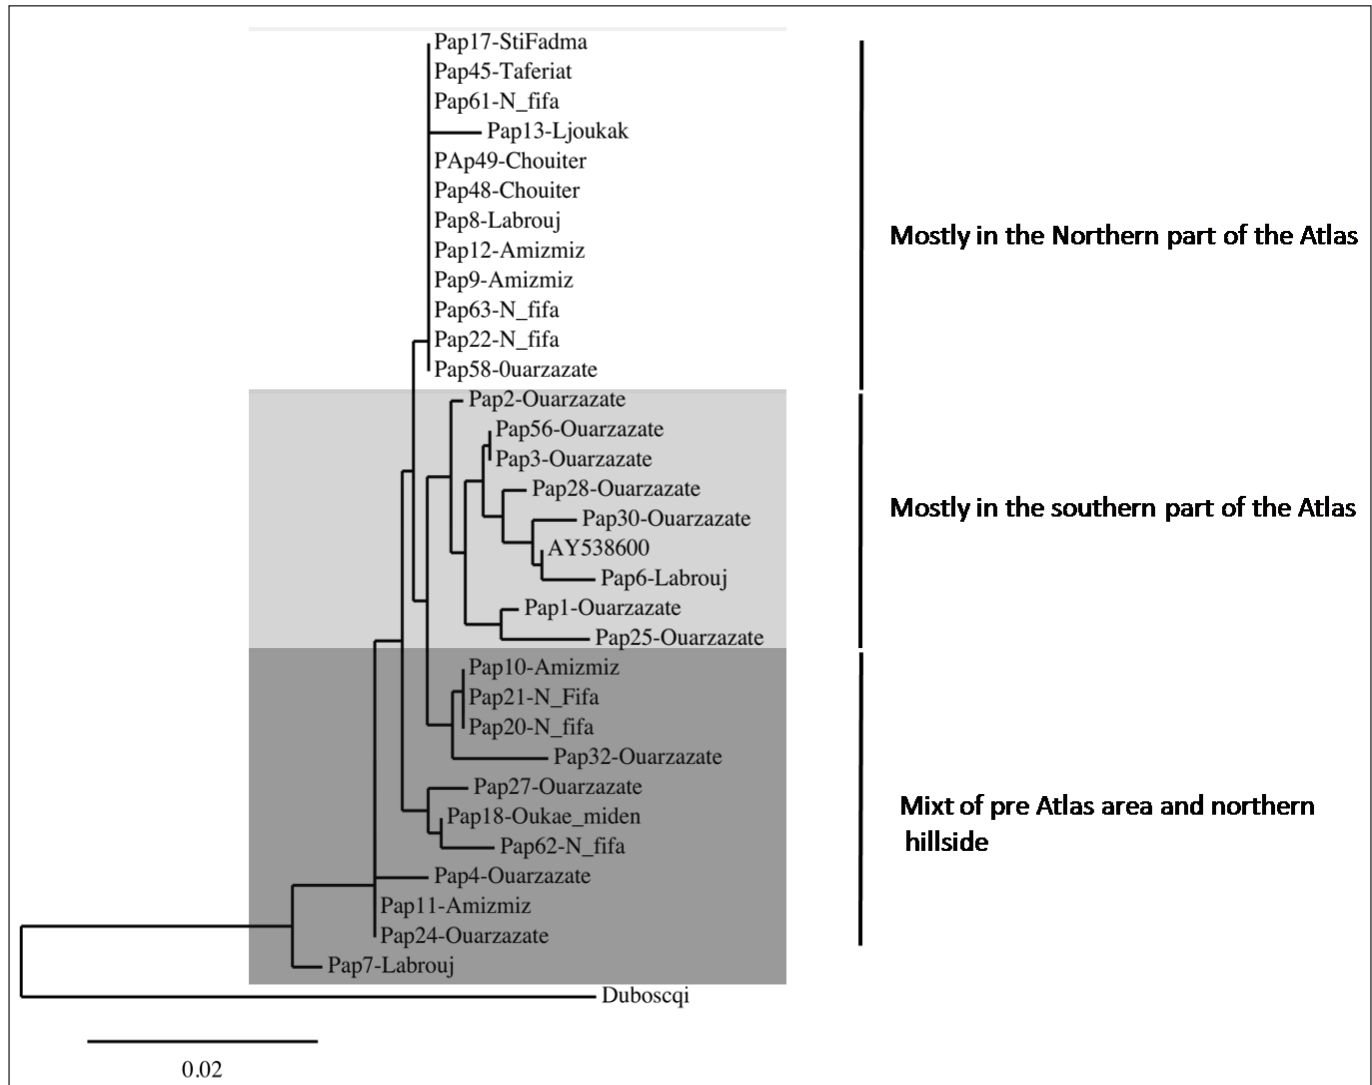 Pap17-StiFadma
Pap45-Taferiat
Pap61-N_fifa
Pap13-Ljoukak
PAp49-Chouiter
Pap48-Chouiter
Pap8-Labrouj
Pap12-Amizmiz
Pap9-Amizmiz
Pap63-N_fifa
Pap22-N_fifa
Pap58-0uarzazate
Mostly in the Northern part of the Atlas
Pap2-Ouarzazate
Pap56-Ouarzazate
Pap3-Ouarzazate
Pap28-Ouarzazate
Pap30-Ouarzazate
AY538600
Pap6-Labrouj
Pap1-Ouarzazate
Pap25-Ouarzazate
Mostly in the southern part of the Atlas
Pap10-Amizmiz
Pap21-N_Fifa
Pap20-N_fifa
Pap32-Ouarzazate
Pap27-Ouarzazate
Pap18-Oukae_miden
Pap62-N_fifa
Pap4-Ouarzazate
Pap11-Amizmiz
Pap24-Ouarzazate
Pap7-Labrouj
Mixt of pre Atlas area and northern
hillside
Duboscqi
0.02